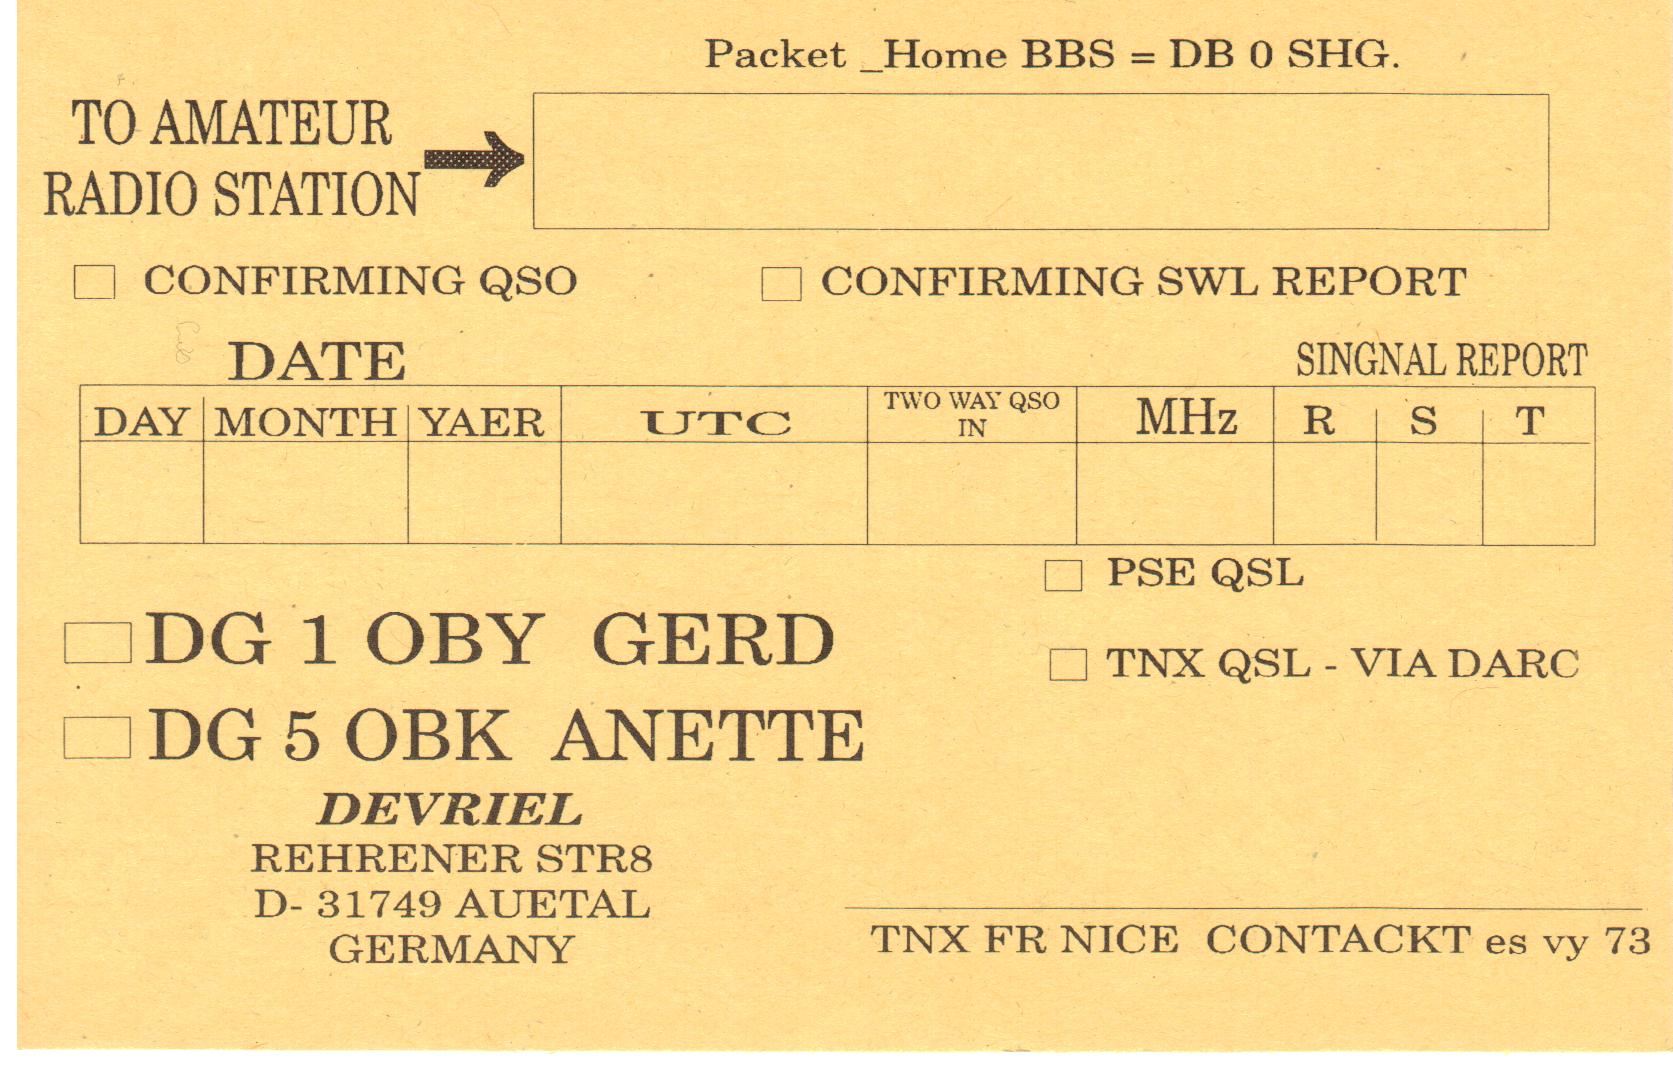 Packet _Home BBS = DB 0 SHG.
TO AMATEUR
RADIO STATION
CONFIRMING QSO
CONFIRMING SWL REPORT
DATE
SINGNAL REPORT
DAY MONTH YAER UTC TWO WAY QSO IN MHz R S T
PSE QSL
DG 1 OBY GERD
TNX QSL - VIA DARC
DG 5 OBK ANETTE
DEVRIEL
REHRENER STR8
D- 31749 AUETAL
GERMANY
TNX FR NICE CONTACKT es vy 73